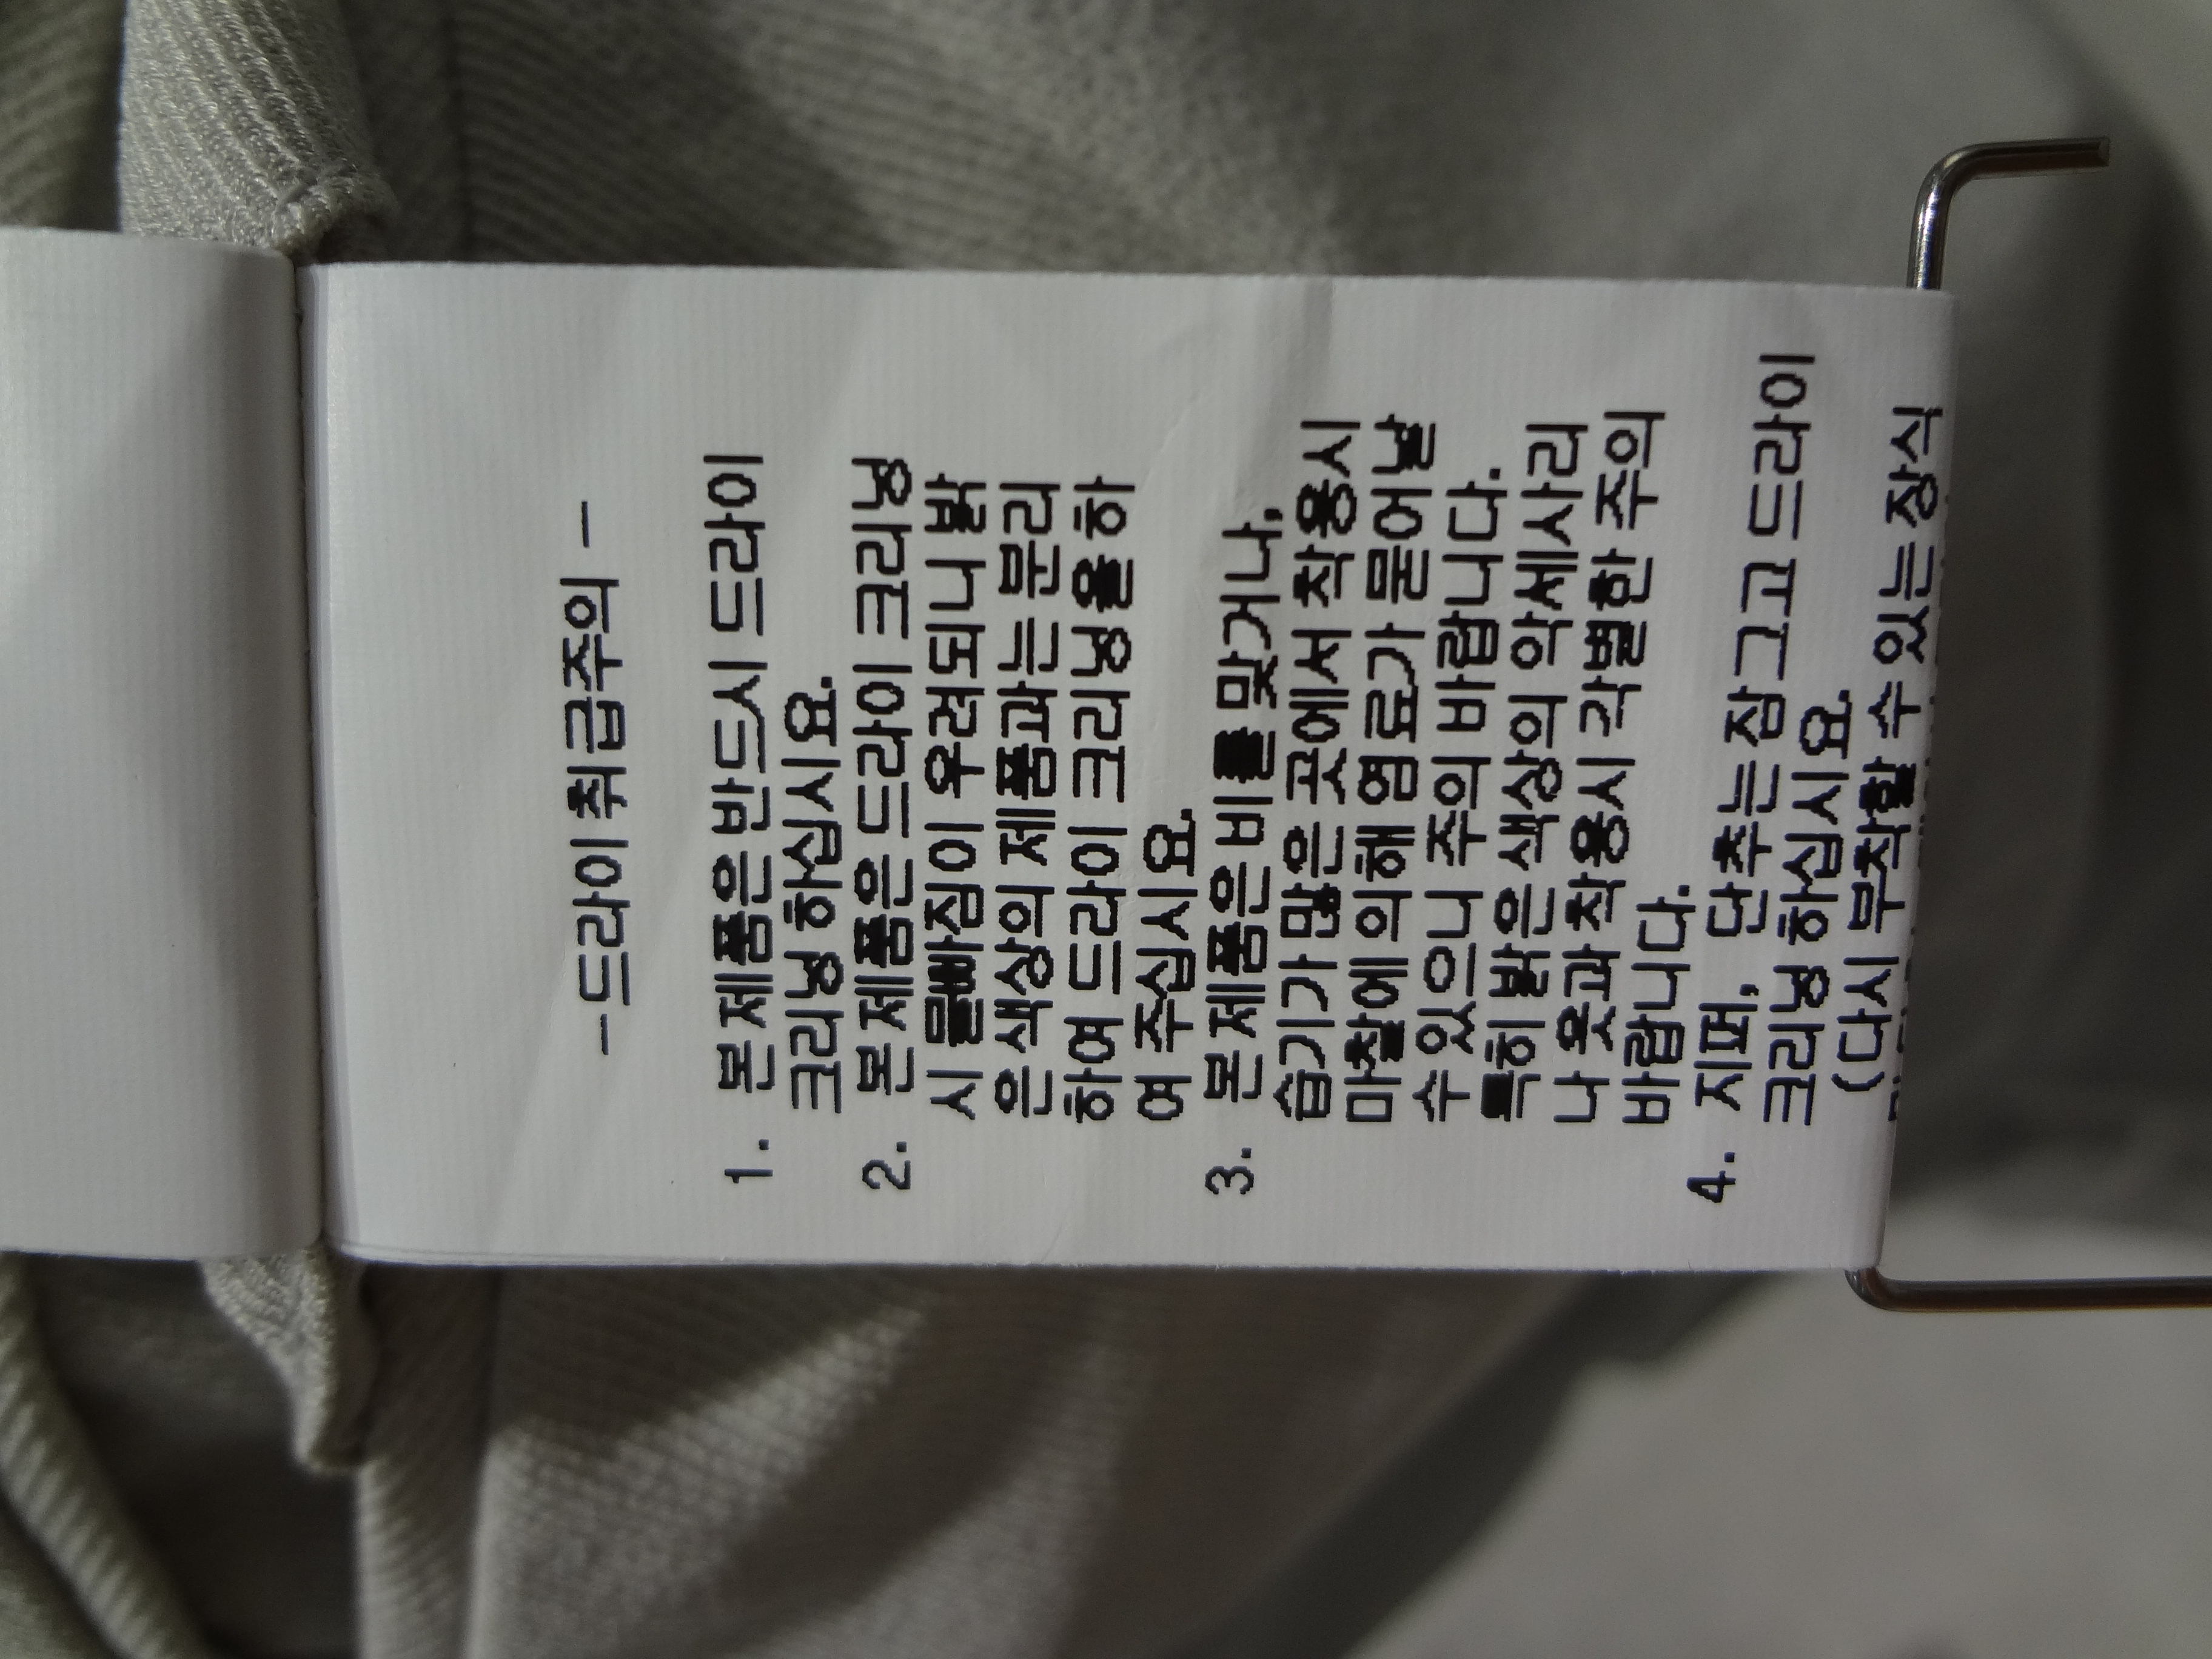 -드라이 취급주의 -
1. 본제품은 반드시 드라이
크리닝 하십시요.
2. 본제품은 드라이 크리닝
시 물빠짐이 우려되니 밝
은색상의 제품과는 분리
하여 드라이 크리닝을하
여 주십시요.
3. 본제품은 비를 맞거나,
습기가 많은 곳에서 착용시
마찰에 의해 염료가 묻어날
수 있으니 주의 바랍니다.
특히 밝은색상의 악세사리
나 옷과 착용시 각별한 주의
바랍니다.
4. 지퍼, 단추는 잠그고 드라이
크리닝 하십시요.
(다시 부착할 수 있는 장식